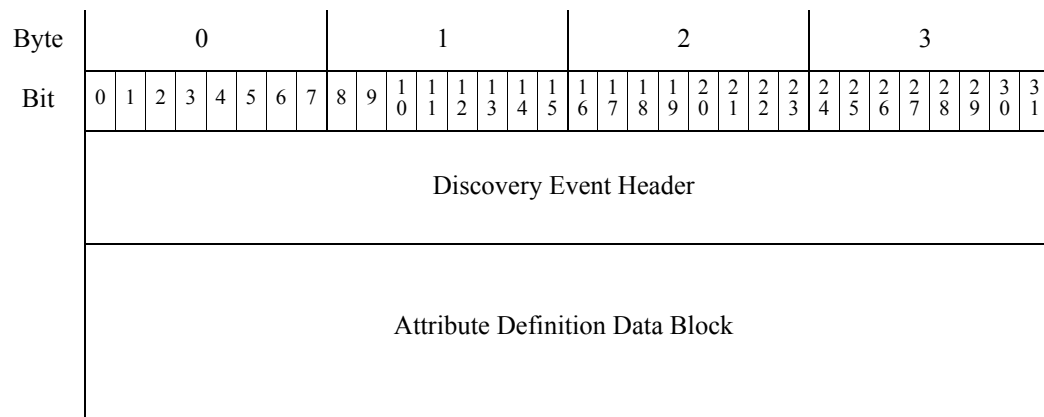 Byte 0 1 2 3
Bit 0 1 2 3 4 5 6 7 8 9 10 11 12 13 14 15 16 17 18 19 20 21 22 23 24 25 26 27 28 29 30 31
Discovery Event Header
Attribute Definition Data Block